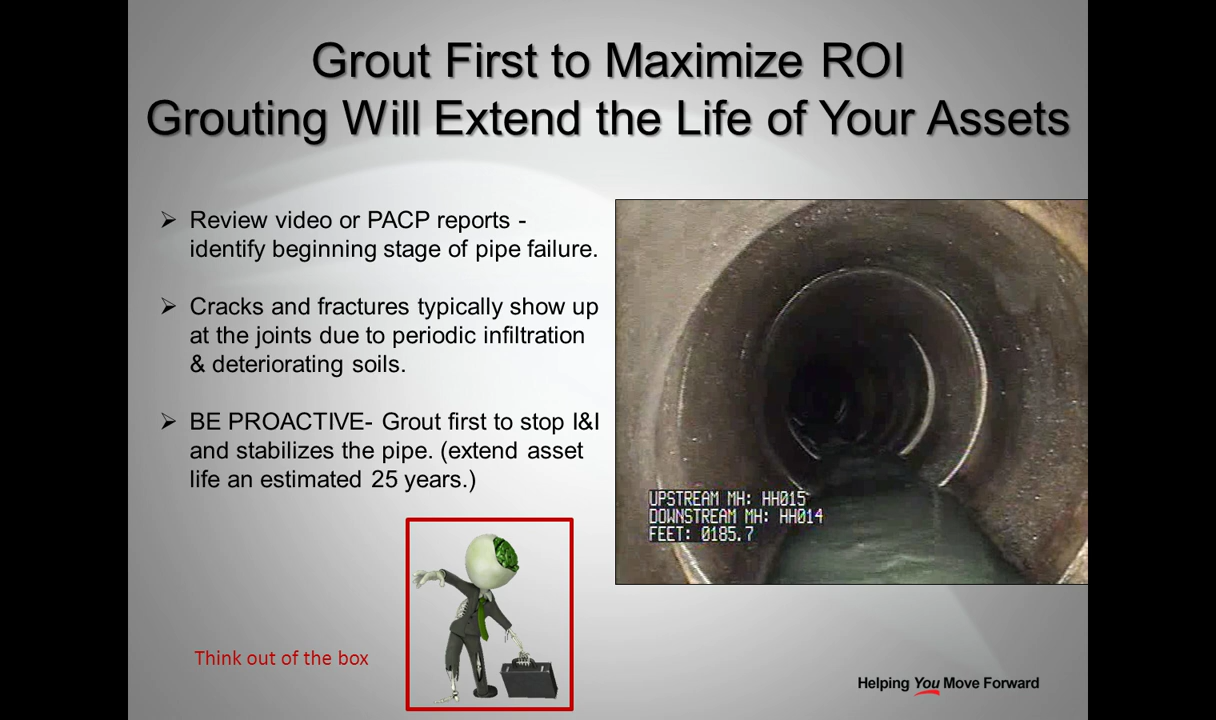 Grout First to Maximize ROI
Grouting Will Extend the Life of Your Assets
Review video or PACP reports -
identify beginning stage of pipe failure.
Cracks and fractures typically show up
at the joints due to periodic infiltration
& deteriorating soils.
BE PROACTIVE- Grout first to stop I&I
and stabilizes the pipe. (extend asset
life an estimated 25 years.)
UPSTREAM MH: HH015
DOWNSTREAM MH: HH014
FEET: 0185.7
Think out of the box
Helping You Move Forward